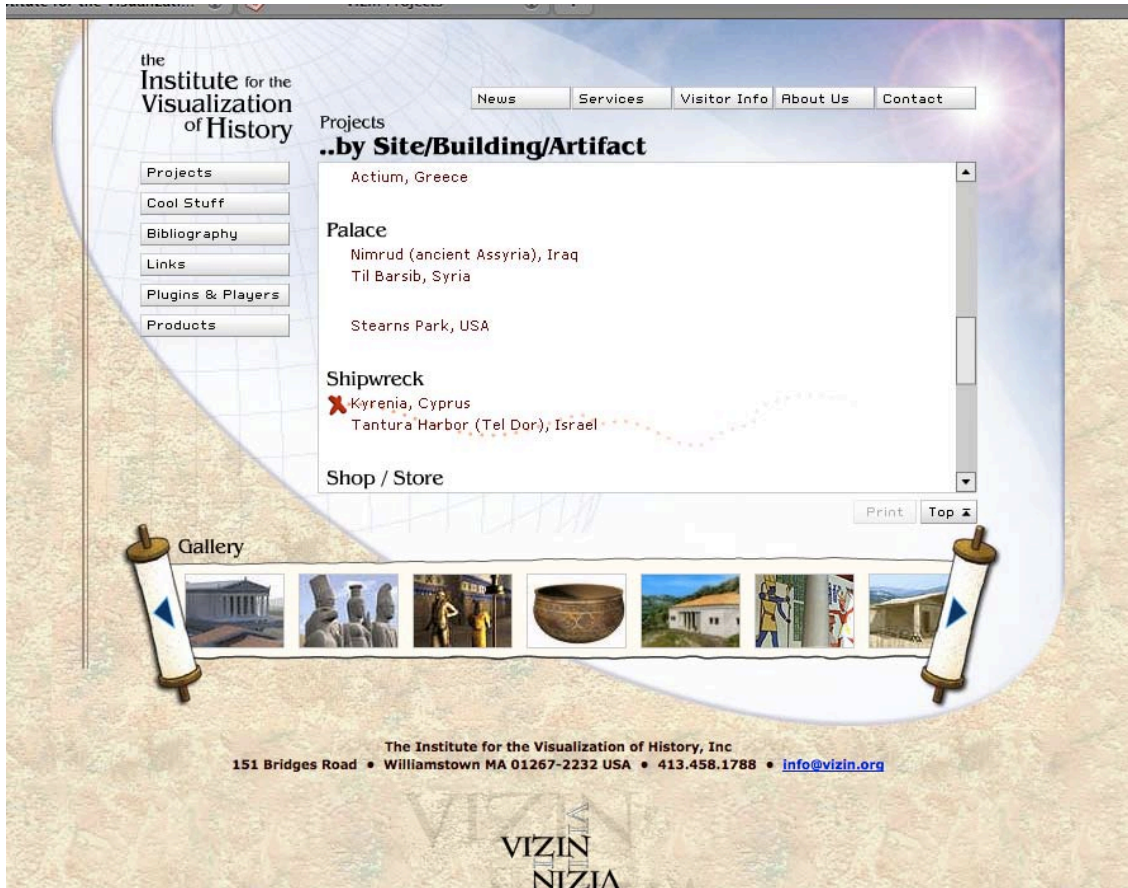 the
Institute for the
Visualization
of History
News
Services
Visitor Info
About Us
Contact
Projects
..by Site/Building/Artifact
Projects
Cool Stuff
Bibliography
Links
Plugins & Players
Products
Actium, Greece
Palace
Nimrud (ancient Assyria), Iraq
Til Barsib, Syria
Stearns Park, USA
Shipwreck
Kyrenia, Cyprus
Tantura Harbor (Tel Dor), Israel
Shop / Store
Print
Top
Gallery
The Institute for the Visualization of History, Inc
151 Bridges Road • Williamstown MA 01267-2232 USA • 413.458.1788 • info@vizin.org
VIZIN
VIZIN